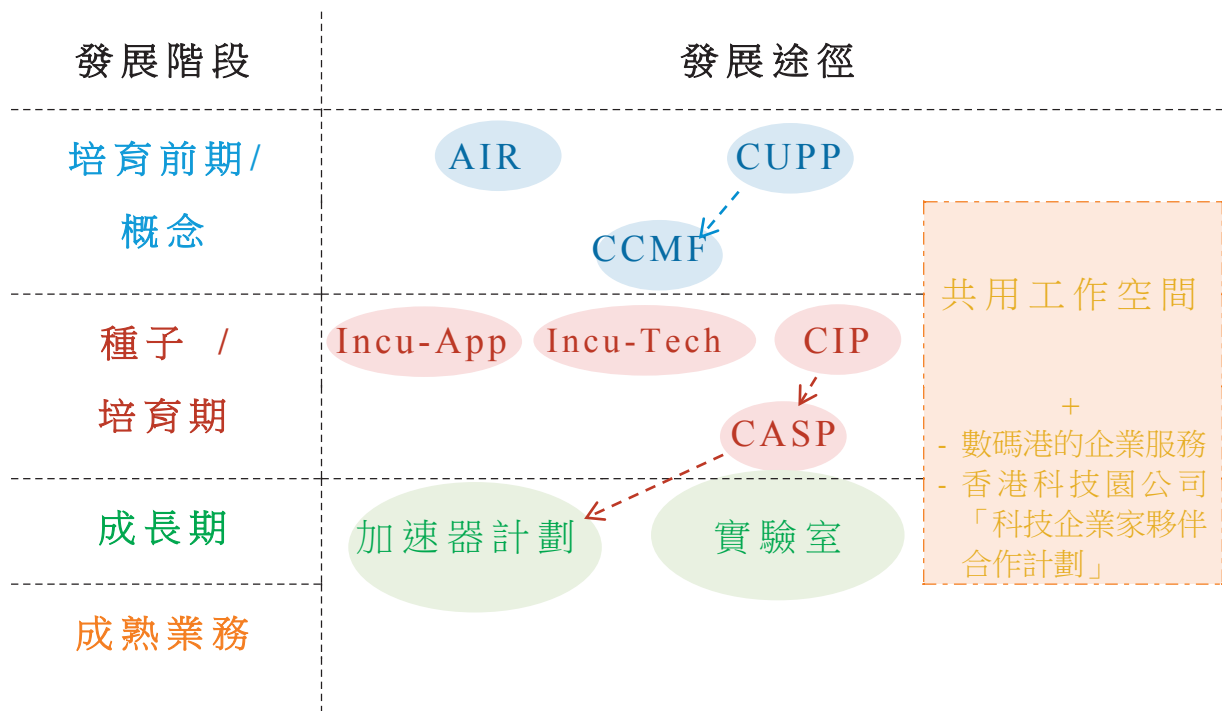 發展階段
發展途徑
培育前期/
概念
AIR
CUPP
CCMF
種子 /
培育期
Incu-App
Incu-Tech
CIP
CASP
成長期
加速器計劃
實驗室
成熟業務
共用工作空間
+
- 數碼港的企業服務
- 香港科技園公司
「科技企業家夥伴
合作計劃」